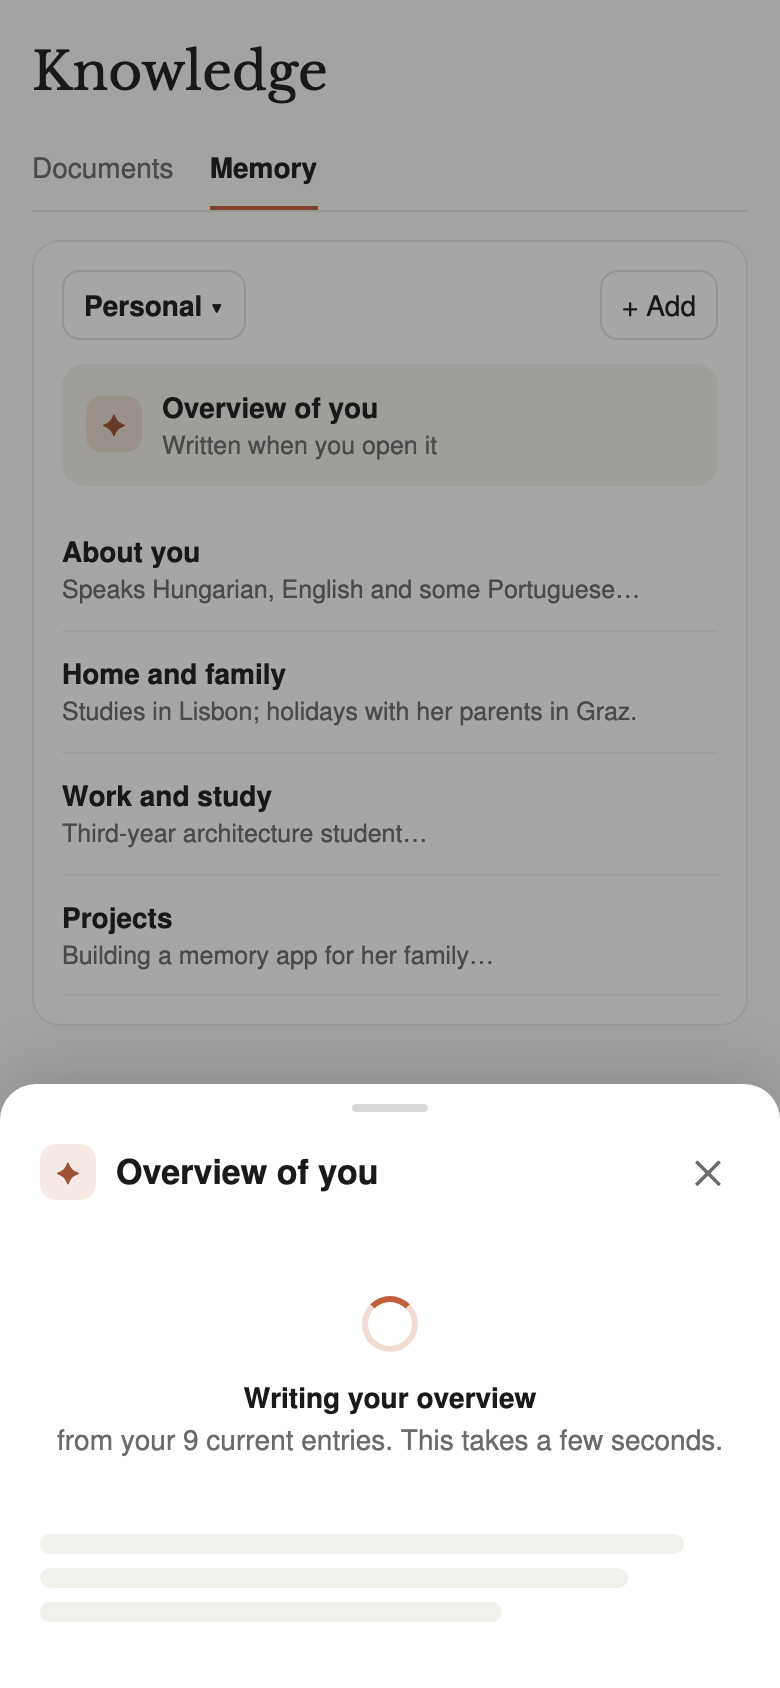 Knowledge
Documents Memory
Personal ▾ + Add
Overview of you
Written when you open it
About you
Speaks Hungarian, English and some Portuguese…
Home and family
Studies in Lisbon; holidays with her parents in Graz.
Work and study
Third-year architecture student…
Projects
Building a memory app for her family…
Overview of you
Writing your overview
from your 9 current entries. This takes a few seconds.